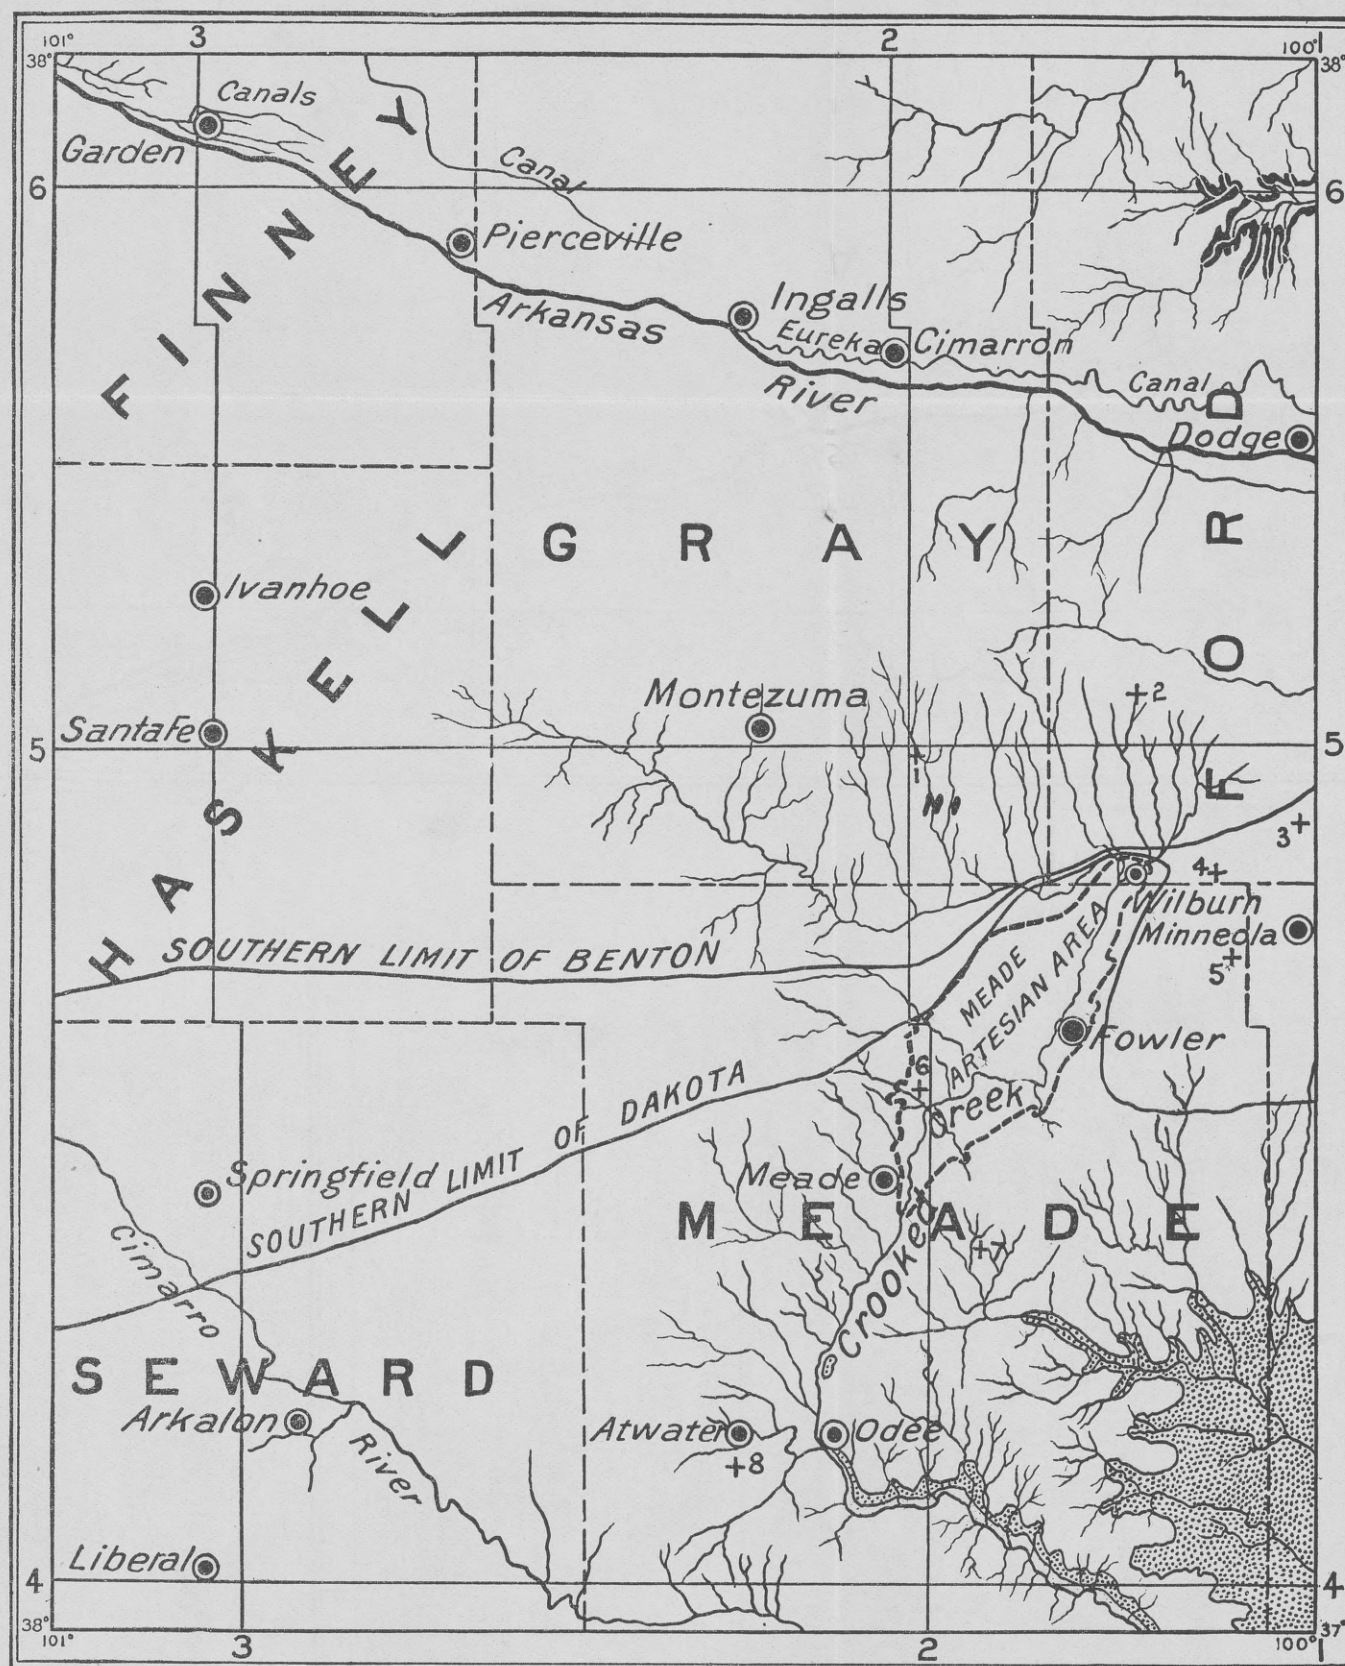 3 2
101° 100°
38° 38°
Canals
Garden
Canal
6 6
Pierceville
Arkansas
Ingalls
Eureka
Cimarron
River
Canal
Dodge
FINNEY
GRAY
FORD
HASKELL
Ivanhoe
Santa Fe
Montezuma
+2
5 5
3+
4+
Wilburn
Minneola
5+
SOUTHERN LIMIT OF BENTON
MEADE
ARTESIAN AREA
Fowler
6
+
Creek
SOUTHERN LIMIT OF DAKOTA
Springfield
Meade
Cimarro
MEADE
+7
Crooked
SEWARD
Arkalon
River
Atwater
Odee
+8
Liberal
4 4
38° 37°
101° 100°
3 2